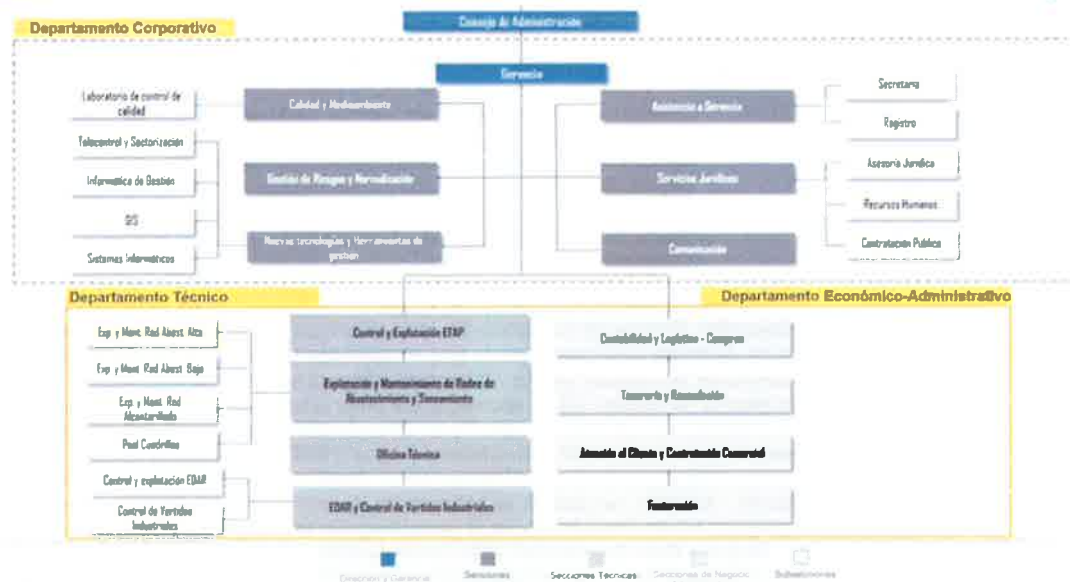 Consejo de Administración
Departamento Corporativo
Gerencia
Laboratorio de control de
calidad
Calidad y Medioambiente
Asistencia a Gerencia
Secretaria
Registro
Telecontrol y Sectorización
Informática de Gestión
Gestión de Riesgos y Normalización
Servicios Jurídicos
Asesoría Jurídica
Recursos Humanos
GIS
Sistemas Informáticos
Nuevas tecnologías y Herramientas de
gestión
Comunicación
Contratación Pública
Departamento Técnico
Departamento Económico-Administrativo
Exp. y Mant. Red Abast. Alta
Control y Explotación ETAP
Contabilidad y Logística - Compras
Exp. y Mant. Red Abast. Baja
Explotación y Mantenimiento de Redes de
Abastecimiento y Saneamiento
Tesorería y Recaudación
Exp. y Mant. Red
Alcantarillado
Pool Cuadrillas
Oficina Técnica
Atención al Cliente y Contratación Comercial
Control y explotación EDAR
EDAR y Control de Vertidos Industriales
Facturación
Control de Vertidos
Industriales
Dirección y Gerencia
Secciones
Secciones Técnicas
Secciones de Negocio
Subsecciones